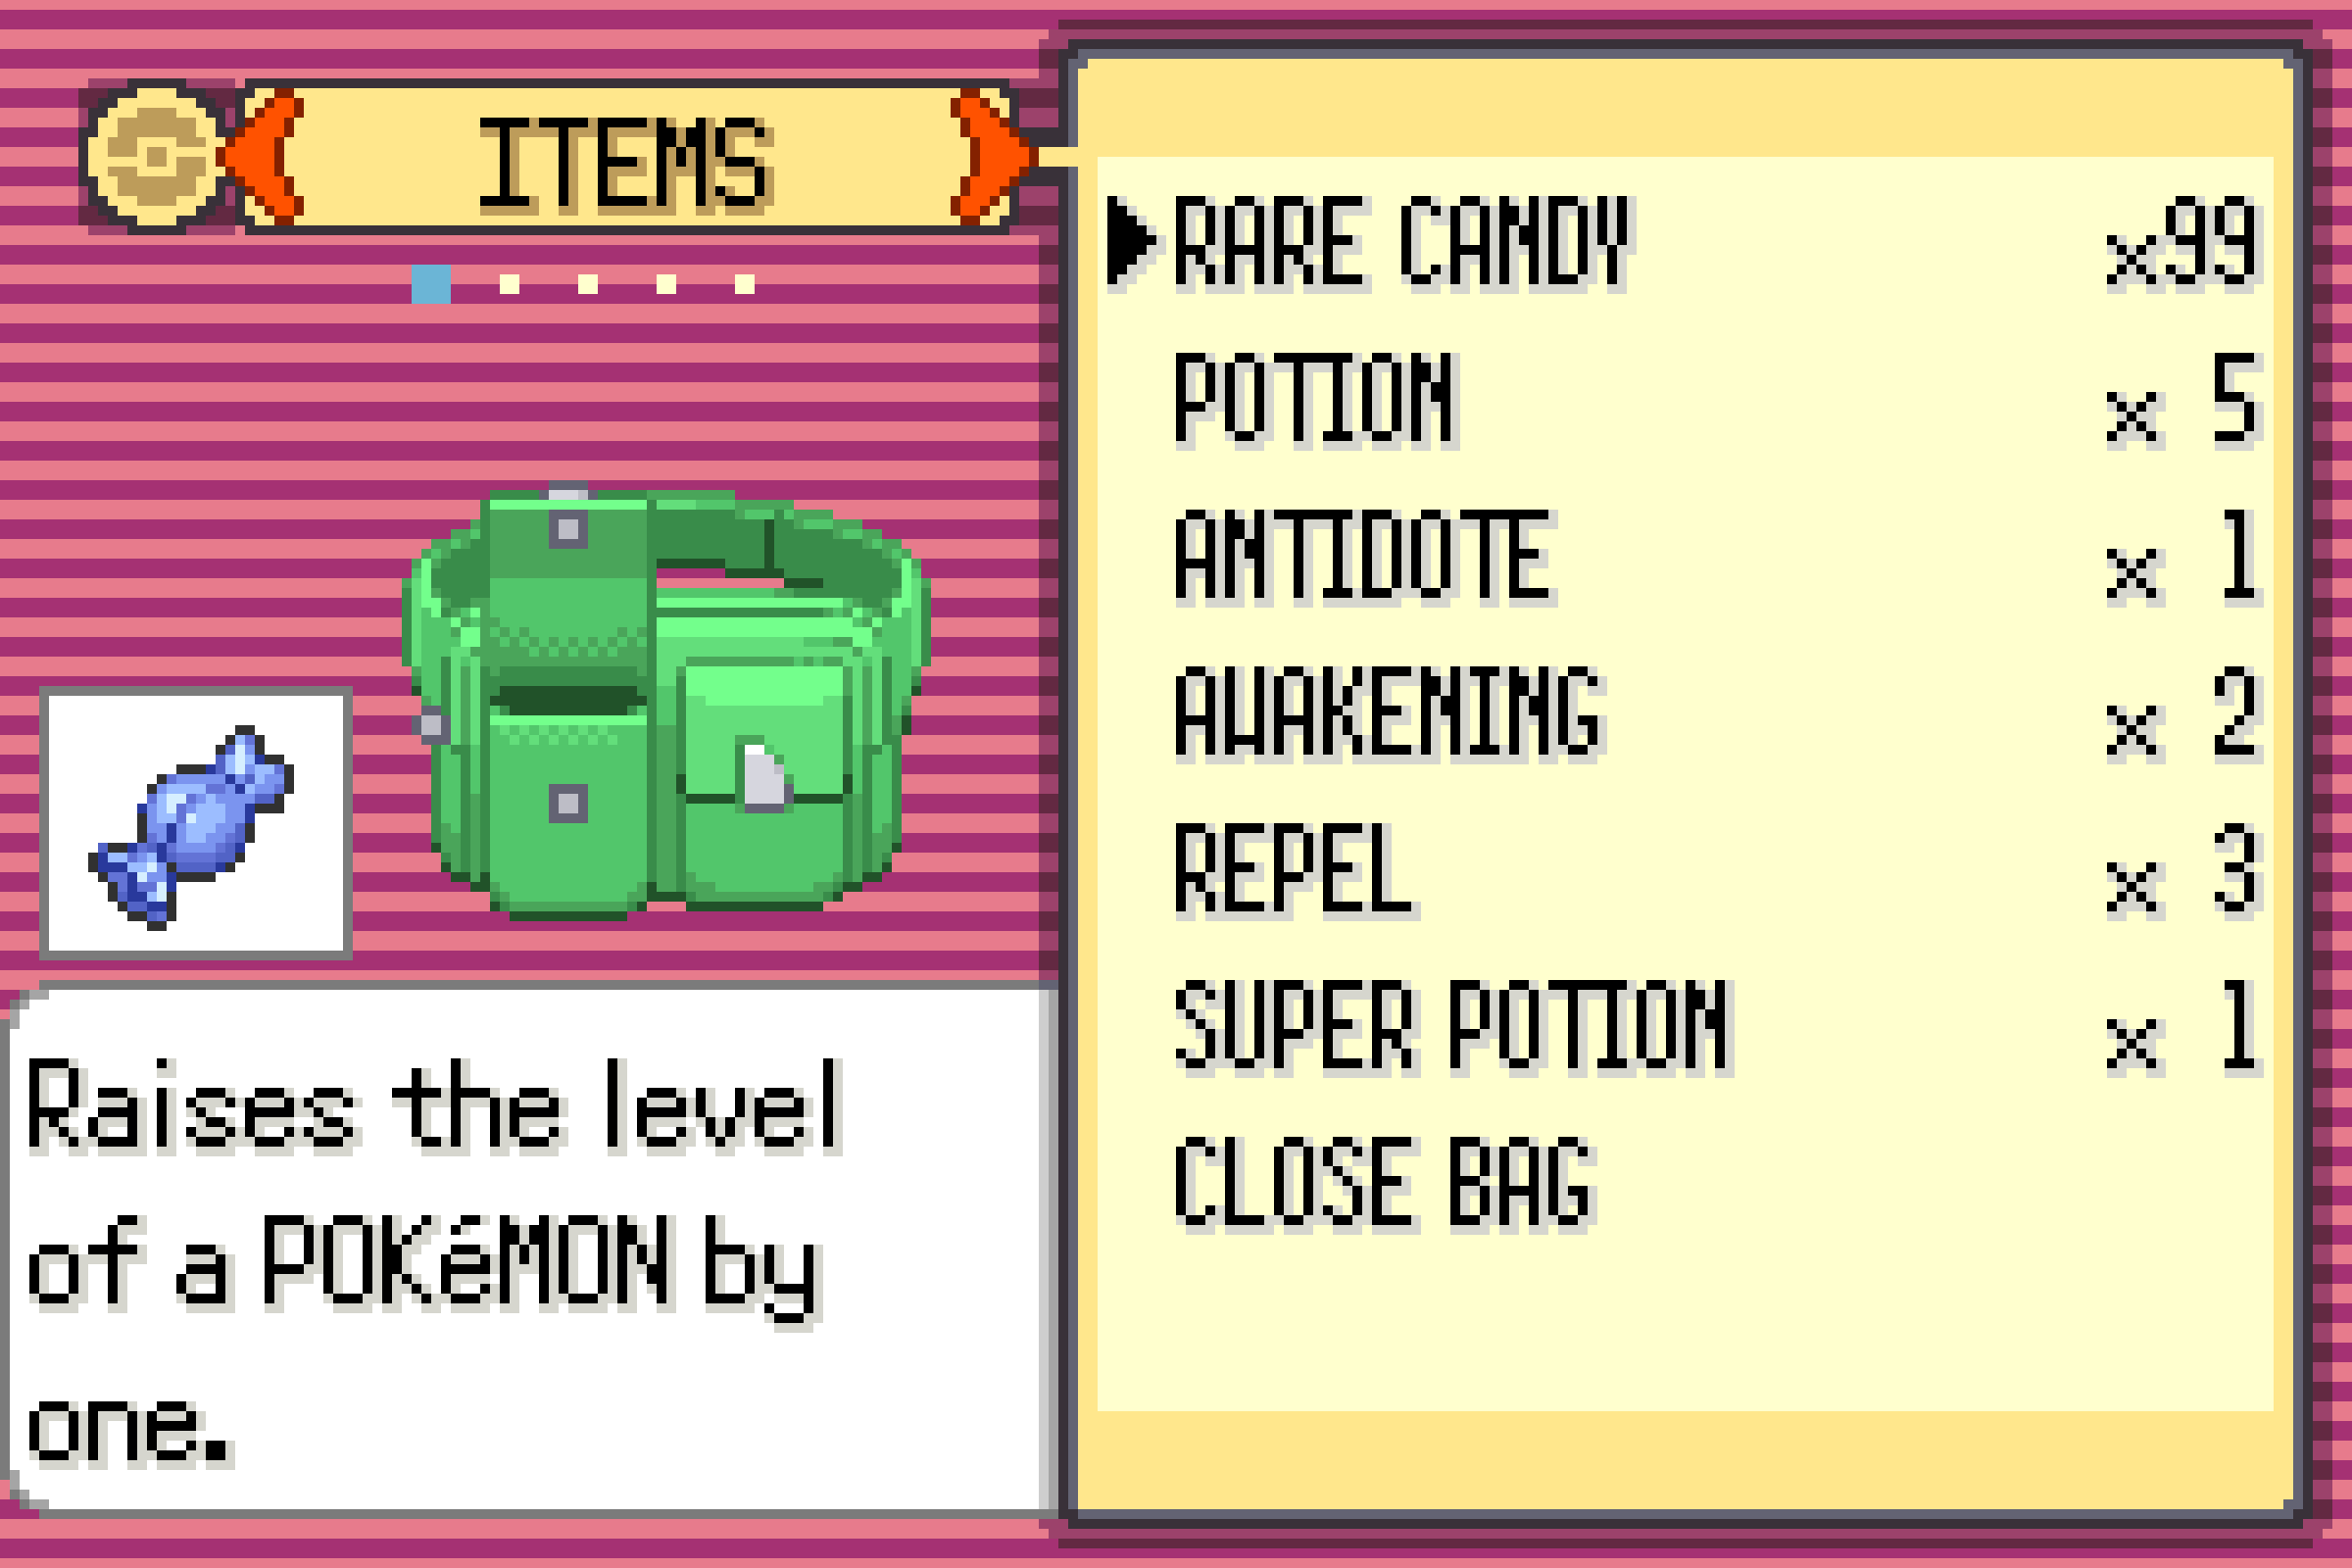 ITEMS
RARE CANDY ×99
POTION × 5
ANTIDOTE × 1
AWAKENING × 2
REPEL × 3
SUPER POTION × 1
CLOSE BAG
Raises the level
of a POKéMON by
one.